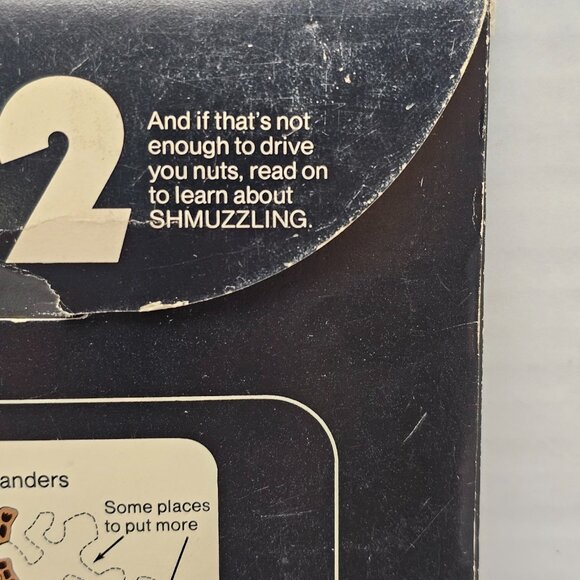 2
And if that's not
enough to drive
you nuts, read on
to learn about
SHMUZZLING.
anders
Some places
to put more